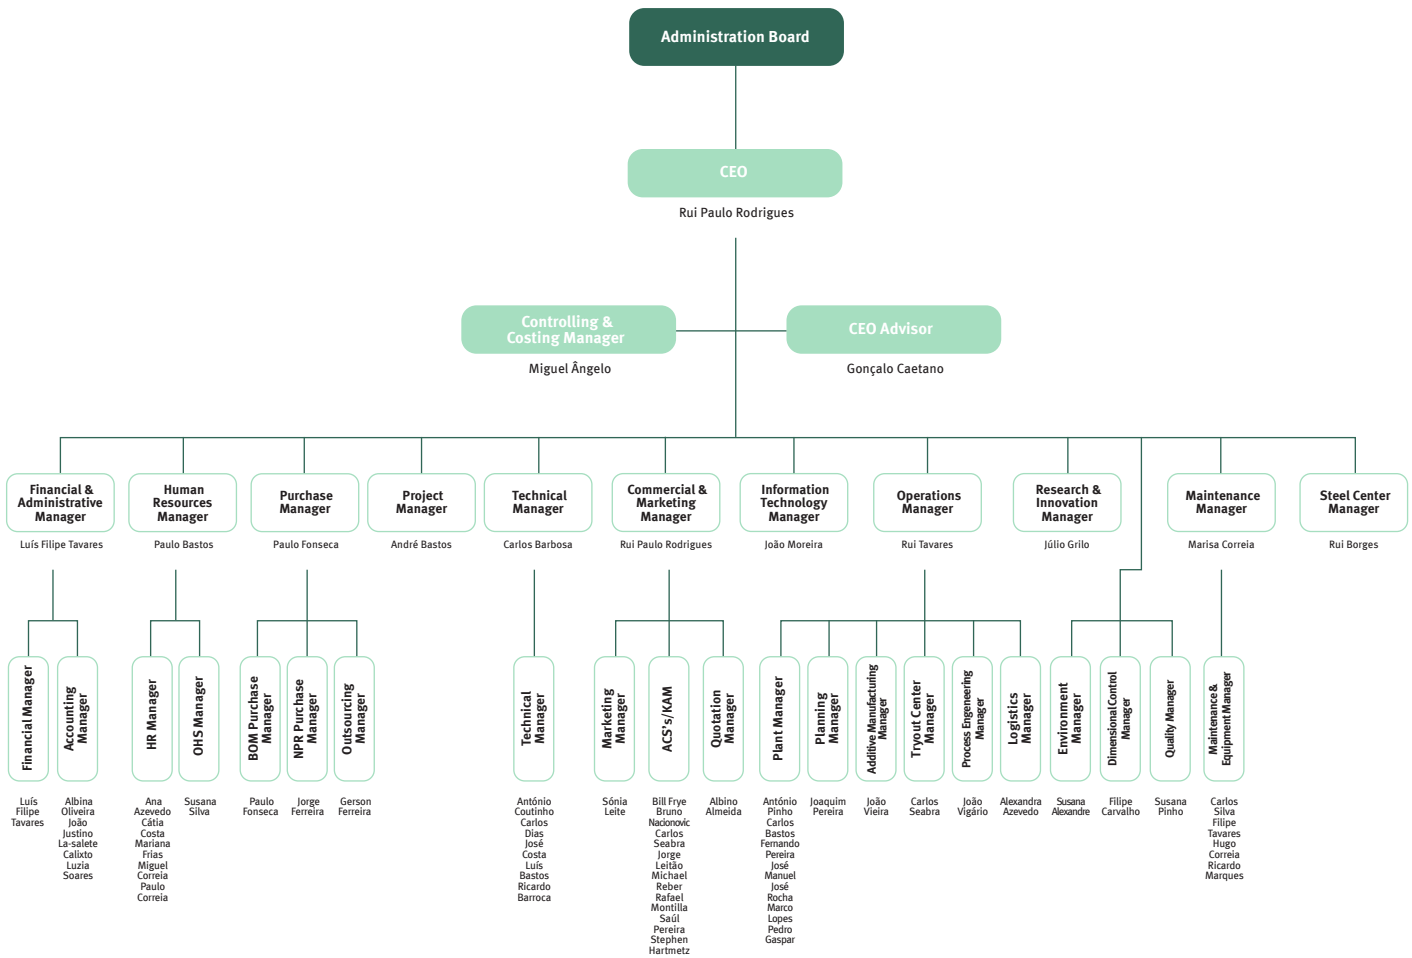 Administration Board
CEO
Rui Paulo Rodrigues
Controlling &
Costing Manager
Miguel Ângelo
CEO Advisor
Gonçalo Caetano
Financial &
Administrative
Manager
Luís Filipe Tavares
Human
Resources
Manager
Paulo Bastos
Purchase
Manager
Paulo Fonseca
Project
Manager
André Bastos
Technical
Manager
Carlos Barbosa
Commercial &
Marketing
Manager
Rui Paulo Rodrigues
Information
Technology
Manager
João Moreira
Operations
Manager
Rui Tavares
Research &
Innovation
Manager
Júlio Grilo
Maintenance
Manager
Marisa Correia
Steel Center
Manager
Rui Borges
Financial Manager
Luís
Filipe
Tavares
Accounting
Manager
Albina
Oliveira
João
Justino
La-salete
Calixto
Luzia
Soares
HR Manager
Ana
Azevedo
Cátia
Costa
Mariana
Frias
Miguel
Correia
Paulo
Correia
OHS Manager
Susana
Silva
BOM Purchase
Manager
Paulo
Fonseca
NPR Purchase
Manager
Jorge
Ferreira
Outsourcing
Manager
Gerson
Ferreira
Technical
Manager
António
Coutinho
Carlos
Dias
José
Costa
Luís
Bastos
Ricardo
Barroca
Marketing
Manager
Sónia
Leite
ACS's/KAM
Bill Frye
Bruno
Nacionovic
Carlos
Seabra
Jorge
Leitão
Michael
Reber
Rafael
Montilla
Saúl
Pereira
Stephen
Hartmetz
Quotation
Manager
Albino
Almeida
Plant Manager
António
Pinho
Carlos
Bastos
Fernando
Pereira
José
Manuel
José
Rocha
Marco
Lopes
Pedro
Gaspar
Planning
Manager
Joaquim
Pereira
Additive Manufacturing
Manager
João
Vieira
Tryout Center
Manager
Carlos
Seabra
Process Engeneering
Manager
João
Vigário
Logistics
Manager
Alexandra
Azevedo
Environment
Manager
Susana
Alexandre
Dimensional Control
Manager
Filipe
Carvalho
Quality Manager
Susana
Pinho
Maintenance &
Equipment Manager
Carlos
Silva
Filipe
Tavares
Hugo
Correia
Ricardo
Marques